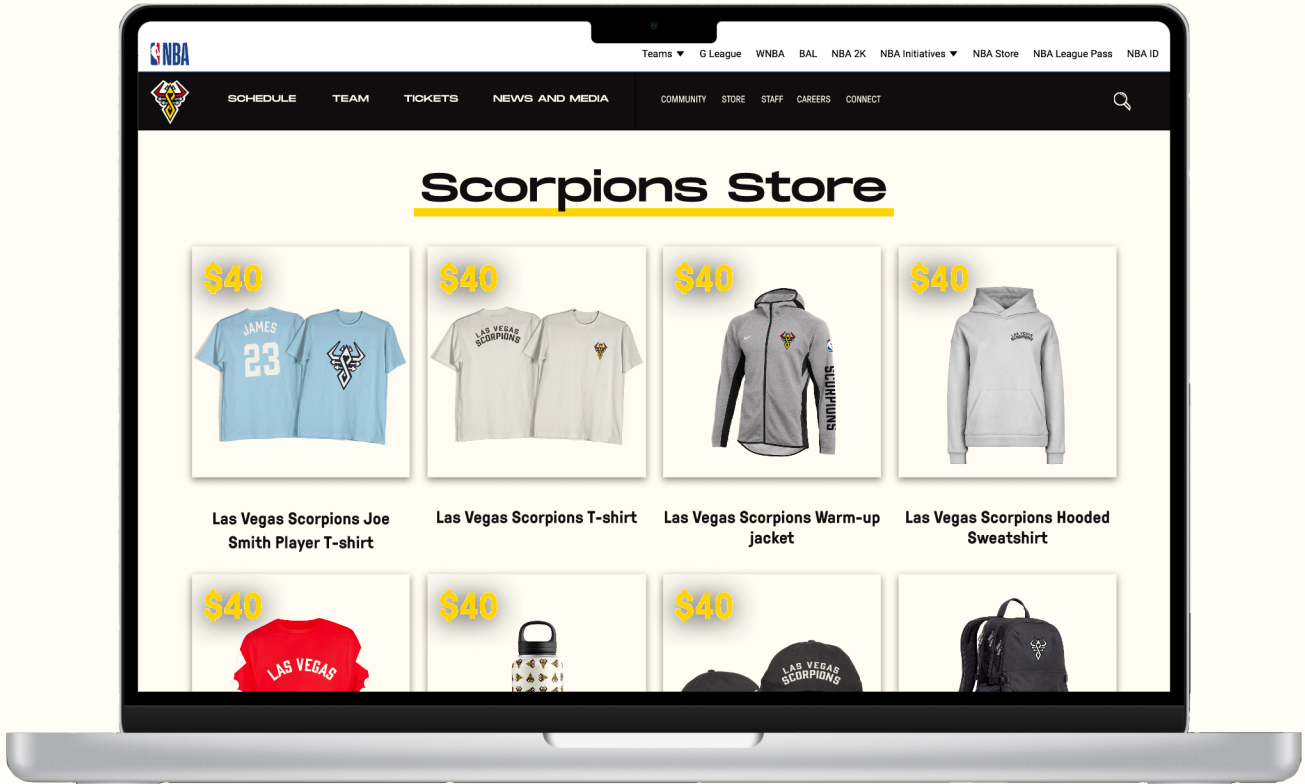 NBA
Teams G League WNBA BAL NBA 2K NBA Initiatives NBA Store NBA League Pass NBA ID
SCHEDULE TEAM TICKETS NEWS AND MEDIA COMMUNITY STORE STAFF CAREERS CONNECT
Scorpions Store
$40 $40 $40 $40
JAMES
23
LAS VEGAS
SCORPIONS
SCORPIONS
LAS VEGAS
SCORPIONS
Las Vegas Scorpions Joe
Smith Player T-shirt
Las Vegas Scorpions T-shirt
Las Vegas Scorpions Warm-up
jacket
Las Vegas Scorpions Hooded
Sweatshirt
$40 $40 $40
LAS VEGAS
LAS VEGAS
SCORPIONS